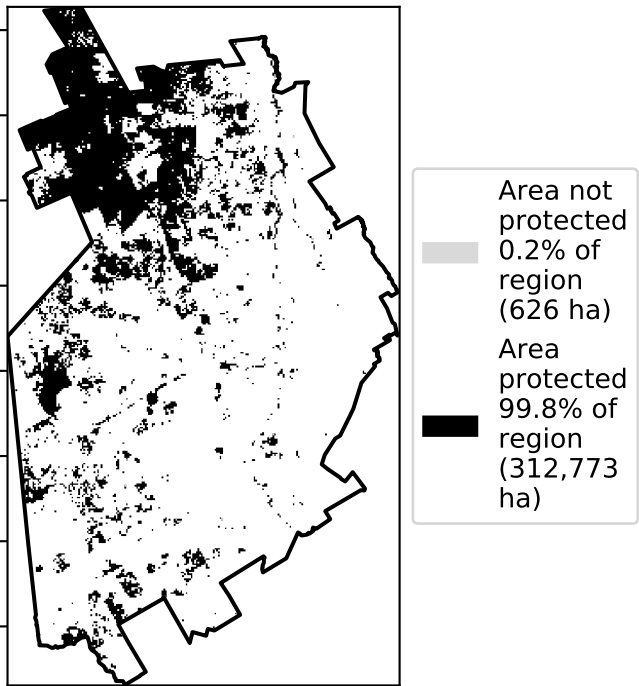 Area not
protected
0.2% of
region
(626 ha)
Area
protected
99.8% of
region
(312,773
ha)